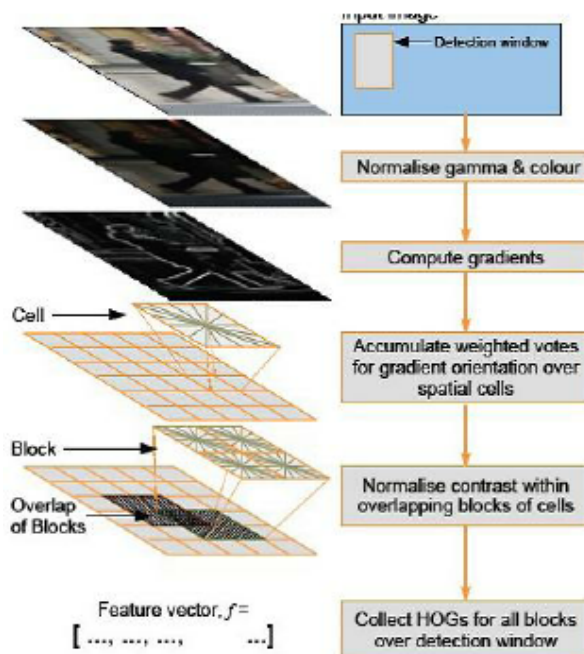 Input image
Detection window
Normalise gamma & colour
Compute gradients
Cell
Accumulate weighted votes
for gradient orientation over
spatial cells
Block
Overlap
of Blocks
Normalise contrast within
overlapping blocks of cells
Feature vector, f =
[ ..., ..., ..., ...]
Collect HOGs for all blocks
over detection window